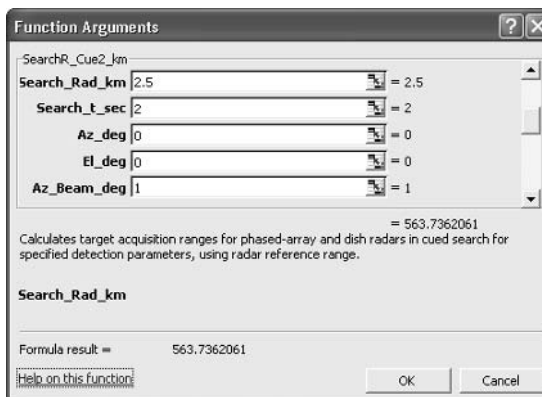 Function Arguments
SearchR_Cue2_km
Search_Rad_km 2.5 = 2.5
Search_t_sec 2 = 2
Az_deg 0 = 0
El_deg 0 = 0
Az_Beam_deg 1 = 1
= 563.7362061
Calculates target acquisition ranges for phased-array and dish radars in cued search for
specified detection parameters, using radar reference range.
Search_Rad_km
Formula result = 563.7362061
Help on this function OK Cancel